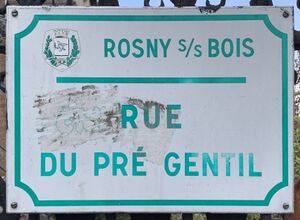 ROSNY s/s BOIS
RUE
DU PRÉ GENTIL